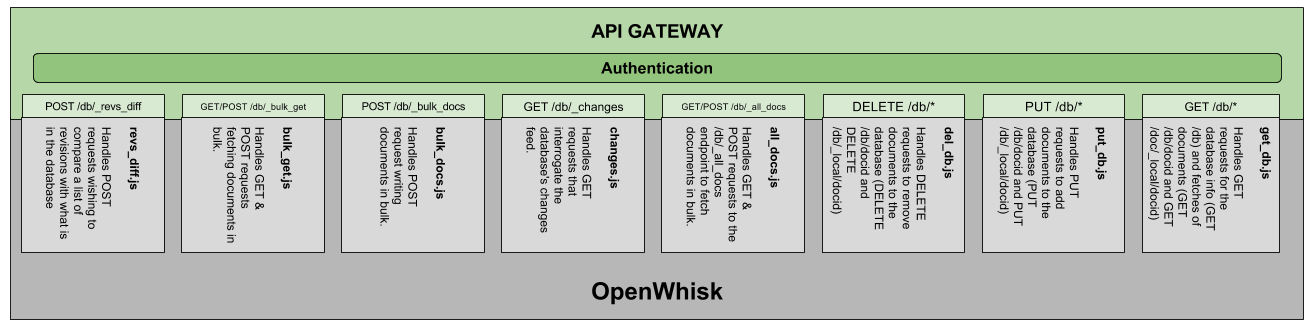 API GATEWAY
Authentication
POST /db/_revs_diff
revs_diff.js
Handles POST
requests wishing to
compare a list of
revisions with what is
in the database
GET/POST /db/_bulk_get
bulk_get.js
Handles GET &
POST requests
fetching documents in
bulk.
POST /db/_bulk_docs
bulk_docs.js
Handles POST
request writing
documents in bulk.
GET /db/_changes
changes.js
Handles GET
requests that
interrogate the
database's changes
feed.
GET/POST /db/_all_docs
all_docs.js
Handles GET &
POST requests to the
/db/_all_docs
endpoint to fetch
documents in bulk.
DELETE /db/*
del_db.js
Handles DELETE
requests to remove
documents to the
database (DELETE
/db/docid and
DELETE
/db/_local/docid)
PUT /db/*
put_db.js
Handles PUT
requests to add
documents to the
database (PUT
/db/docid and PUT
/db/_local/docid)
GET /db/*
get_db.js
Handles GET
requests for the
database info (GET
/db) and fetches of
documents (GET
/db/docid and GET
/doc/_local/docid)
OpenWhisk